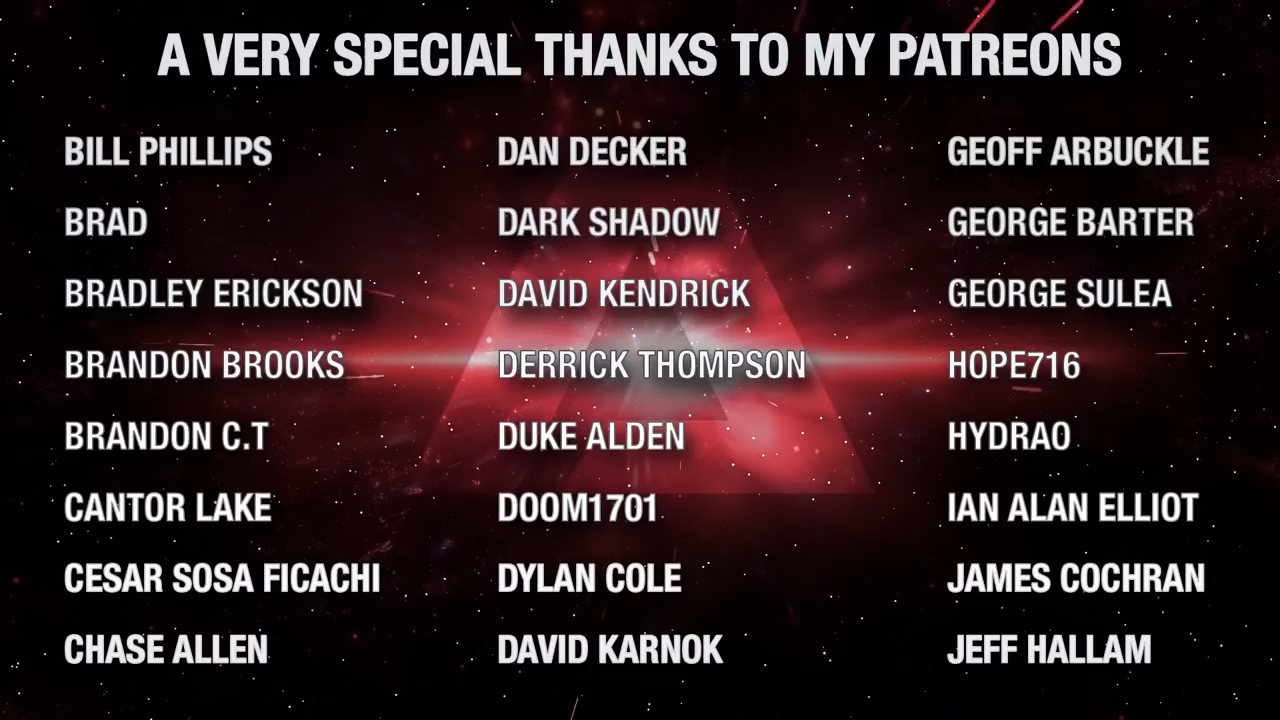 A VERY SPECIAL THANKS TO MY PATREONS
BILL PHILLIPS
BRAD
BRADLEY ERICKSON
BRANDON BROOKS
BRANDON C.T
CANTOR LAKE
CESAR SOSA FICACHI
CHASE ALLEN
DAN DECKER
DARK SHADOW
DAVID KENDRICK
DERRICK THOMPSON
DUKE ALDEN
DOOM1701
DYLAN COLE
DAVID KARNOK
GEOFF ARBUCKLE
GEORGE BARTER
GEORGE SULEA
HOPE716
HYDRAO
IAN ALAN ELLIOT
JAMES COCHRAN
JEFF HALLAM